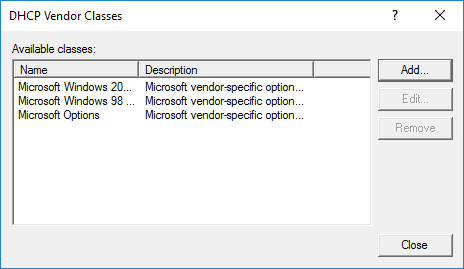 DHCP Vendor Classes ?
Available classes:
Name Description
Add...
Microsoft Windows 20... Microsoft vendor-specific option...
Microsoft Windows 98 ... Microsoft vendor-specific option...
Edit...
Microsoft Options Microsoft vendor-specific option...
Remove
Close